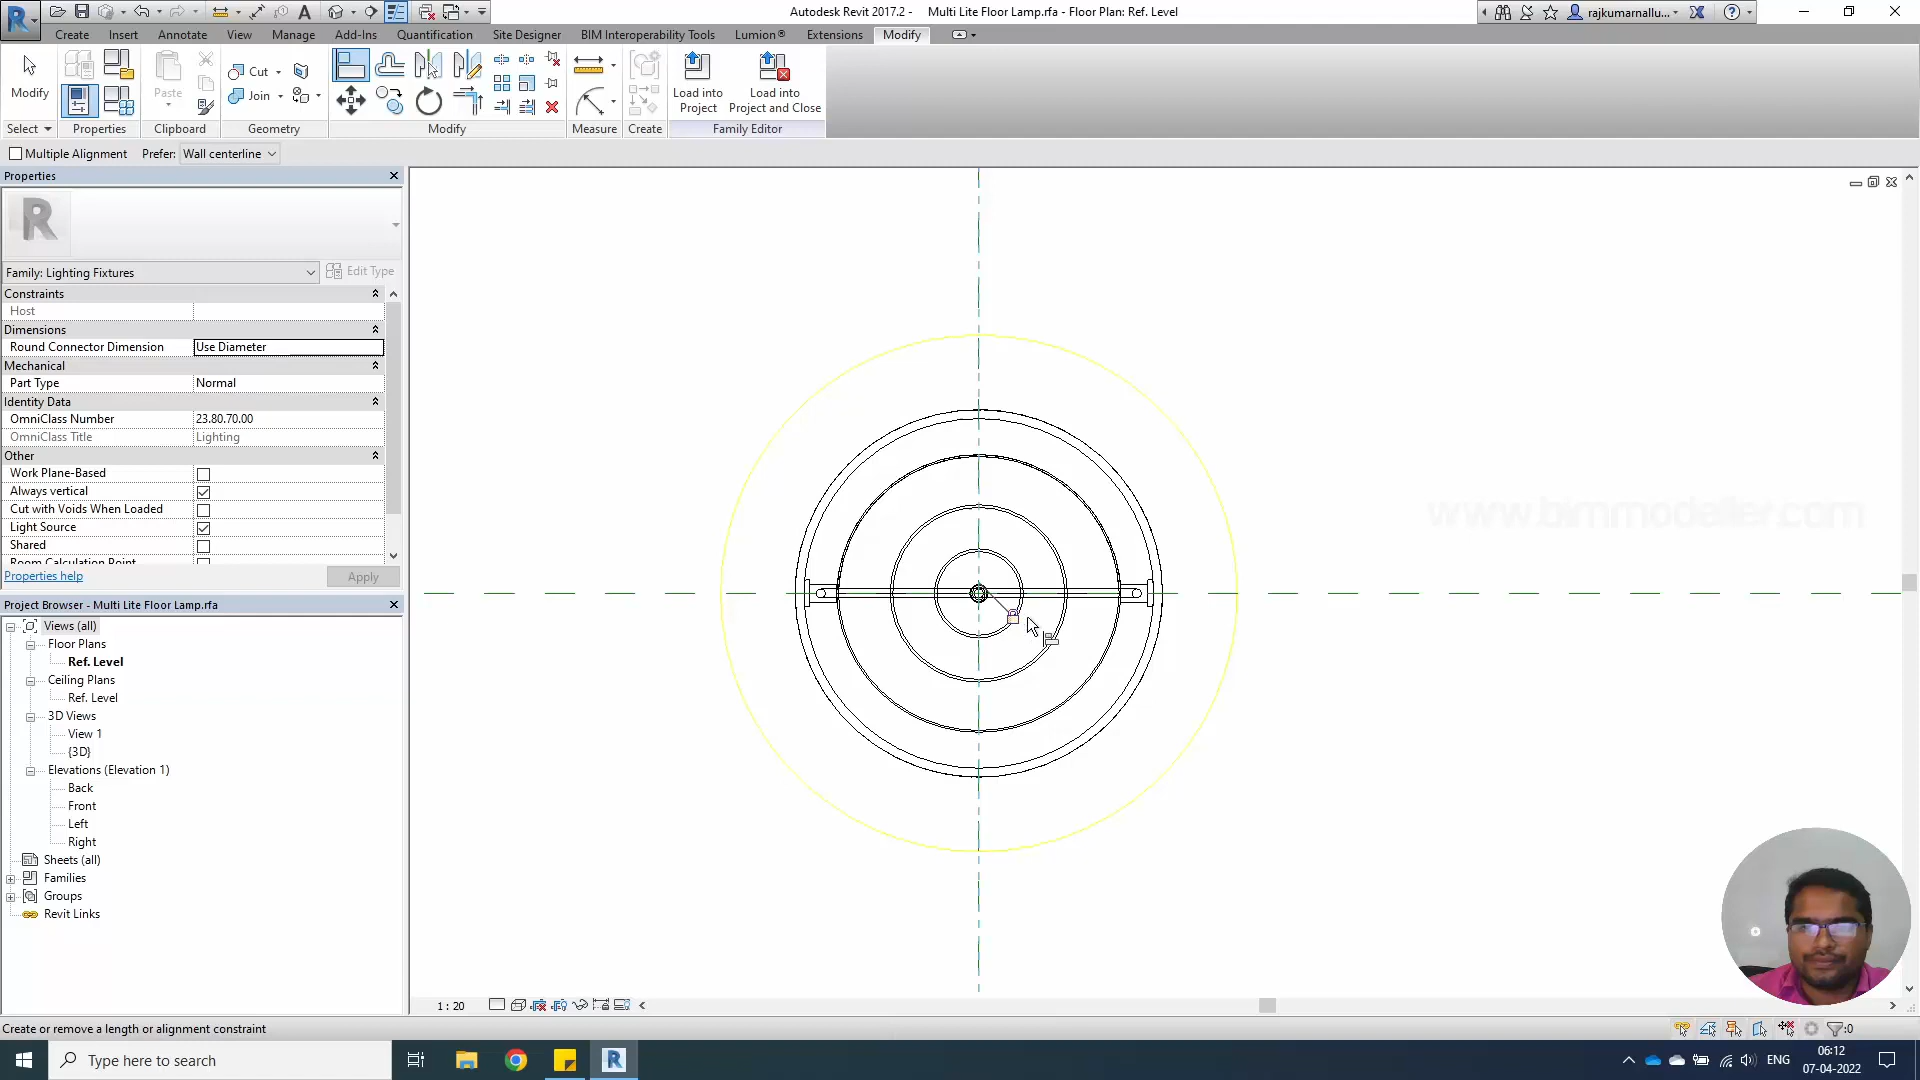 Autodesk Revit 2017.2 - Multi Lite Floor Lamp.rfa - Floor Plan: Ref. Level
rajkumarnallu...
Create Insert Annotate View Manage Add-Ins Quantification Site Designer BIM Interoperability Tools Lumion® Extensions Modify
Modify
Paste
Cut
Join
Load into Project
Load into Project and Close
Select Properties Clipboard Geometry Modify Measure Create Family Editor
Multiple Alignment Prefer: Wall centerline
Properties
Family: Lighting Fixtures Edit Type
Constraints
Host
Dimensions
Round Connector Dimension Use Diameter
Mechanical
Part Type Normal
Identity Data
OmniClass Number 23.80.70.00
OmniClass Title Lighting
Other
Work Plane-Based
Always vertical
Cut with Voids When Loaded
Light Source
Shared
Room Calculation Point
Properties help Apply
www.bimmodeller.com
Project Browser - Multi Lite Floor Lamp.rfa
Views (all)
Floor Plans
Ref. Level
Ceiling Plans
Ref. Level
3D Views
View 1
{3D}
Elevations (Elevation 1)
Back
Front
Left
Right
Sheets (all)
Families
Groups
Revit Links
1 : 20
Create or remove a length or alignment constraint
:0
Type here to search
ENG
06:12
07-04-2022